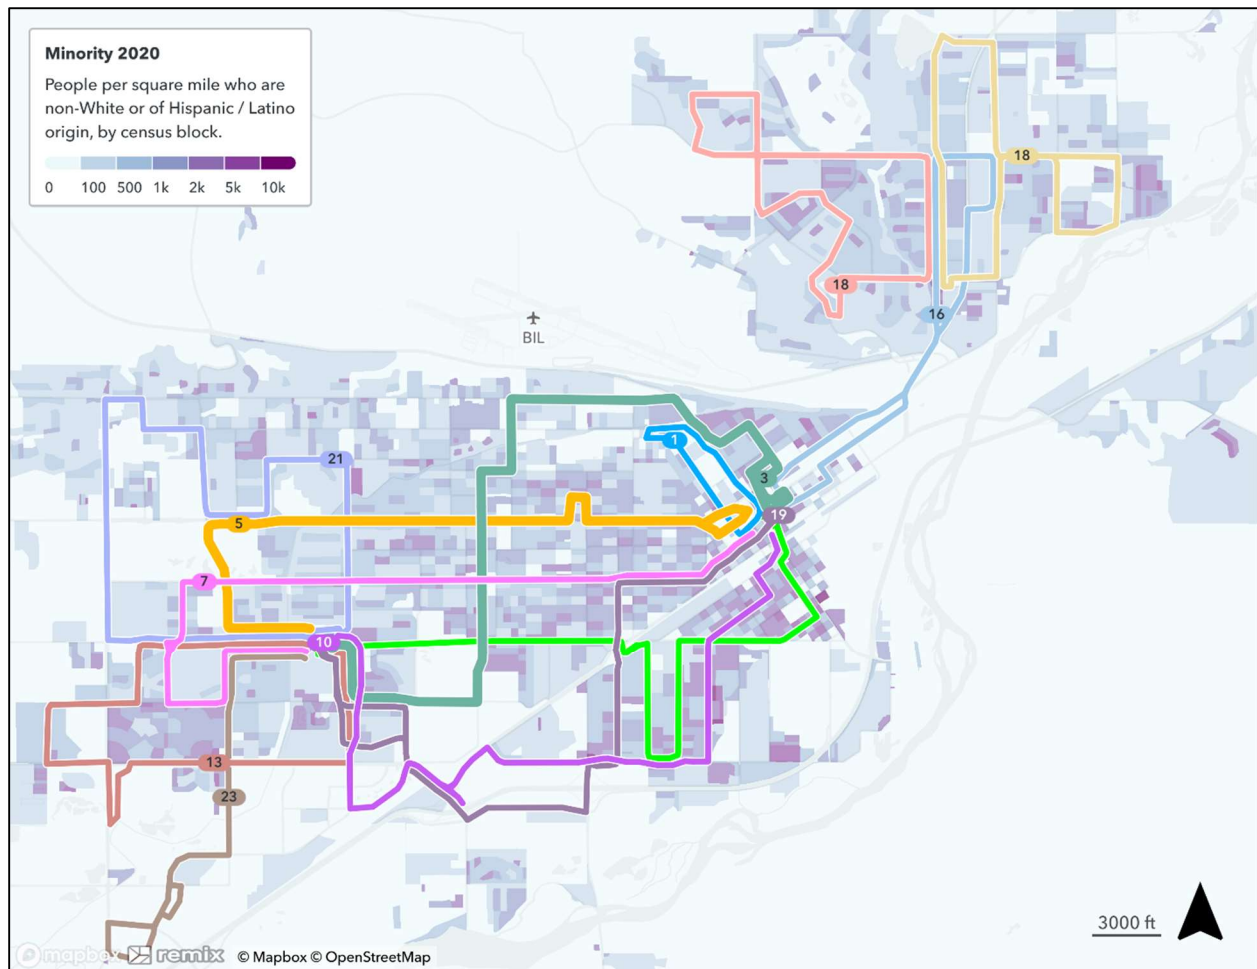 Minority 2020
People per square mile who are
non-White or of Hispanic / Latino
origin, by census block.
0 100 500 1k 2k 5k 10k
18
18
16
BIL
1
21
3
19
5
7
10
13
23
3000 ft
mapbox remix © Mapbox © OpenStreetMap